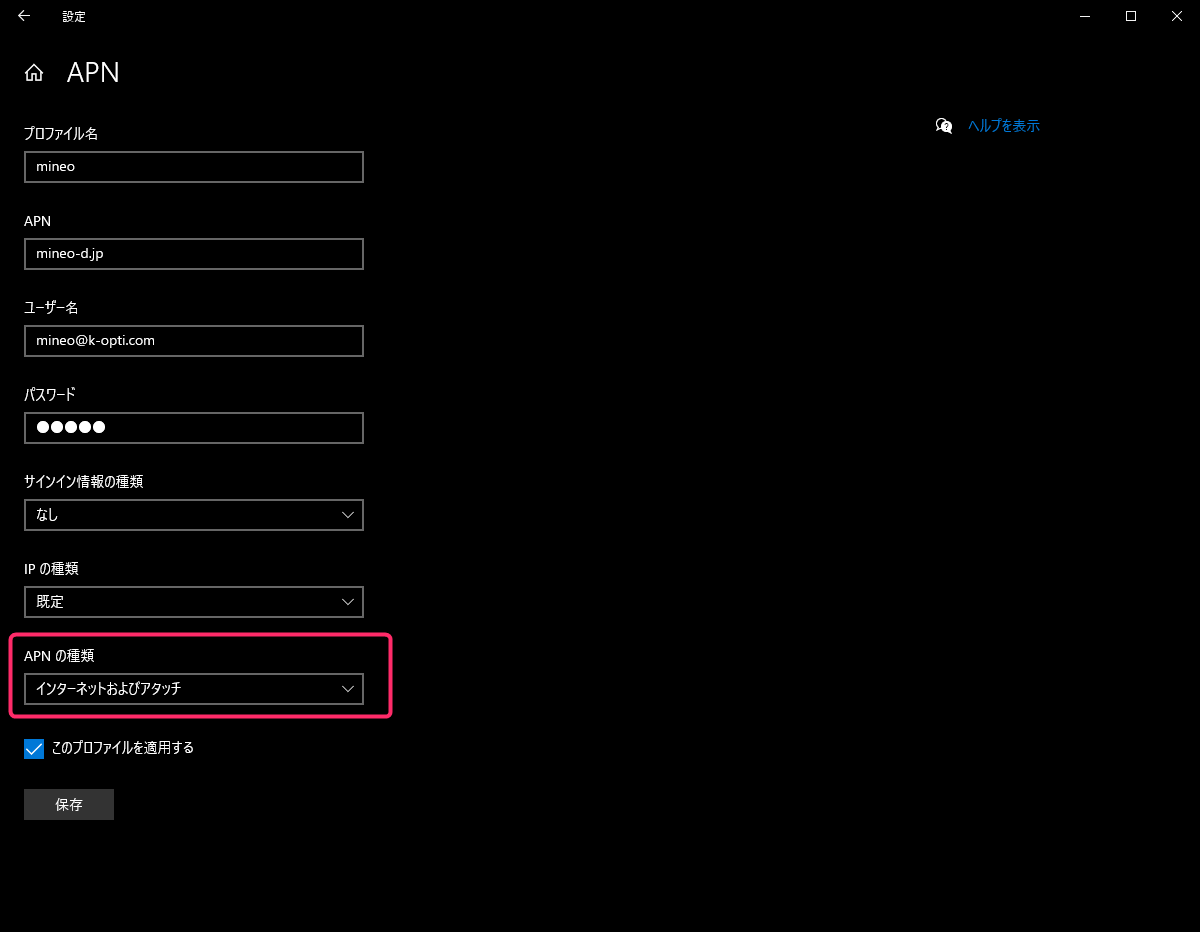 設定
APN
ヘルプを表示
プロファイル名
mineo
APN
mineo-d.jp
ユーザー名
mineo@k-opti.com
パスワード
●●●●●
サインイン情報の種類
なし
IP の種類
既定
APN の種類
インターネットおよびアタッチ
このプロファイルを適用する
保存